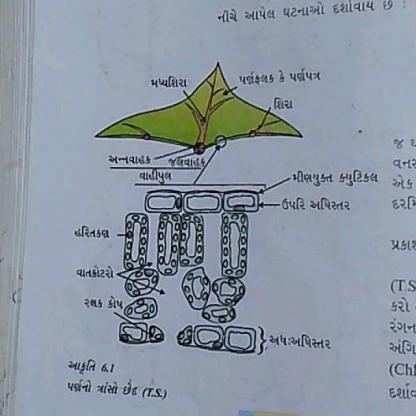 નીચે આપેલ ઘટનાઓ દર્શાવાય છે :
મધ્યશિરા
પર્ણફલક કે પર્ણપત્ર
શિરા
અન્નવાહક જલવાહક
વાહીપુલ
મીણયુક્ત ક્યુટિકલ
ઉપરિ અધિસ્તર
હરિતકણ
વાતકોટરો
રક્ષક કોષ
અધઃઅધિસ્તર
આકૃતિ 6.1
પર્ણનો ત્રાંસો છેદ (T.S.)
જ
વનસ
એક
દરમિ
પ્રકાશ
(T.S
કરો
રંગના
અંગિ
(Chl
દર્શાવ